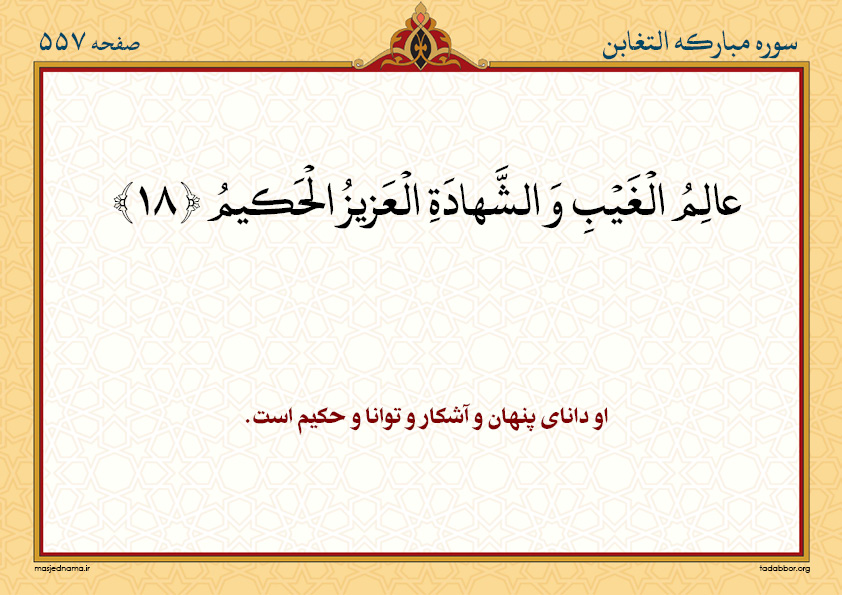 سوره مبارکه التغابن
صفحه ۵۵۷
عالِمُ الْغَيْبِ وَ الشَّهادَةِ الْعَزيزُ الْحَكيمُ ﴿۱۸﴾
او دانای پنهان و آشکار و توانا و حکیم است.
masjednama.ir
tadabbor.org